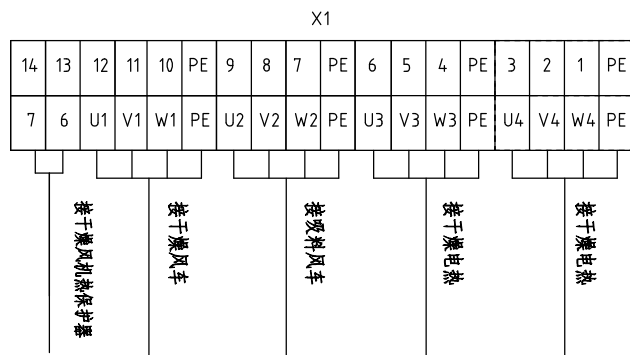 X1
14 13 12 11 10 PE 9 8 7 PE 6 5 4 PE 3 2 1 PE
7 6 U1 V1 W1 PE U2 V2 W2 PE U3 V3 W3 PE U4 V4 W4 PE
接干燥风机热保护器
接干燥风车
接吸料风车
接干燥电热
接干燥电热